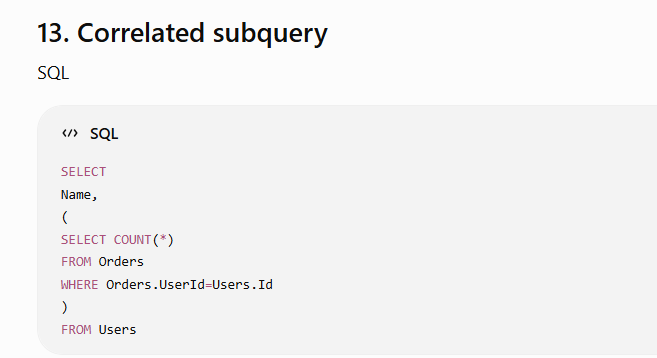 13. Correlated subquery
SQL
</> SQL
SELECT
Name,
(
SELECT COUNT(*)
FROM Orders
WHERE Orders.UserId=Users.Id
)
FROM Users